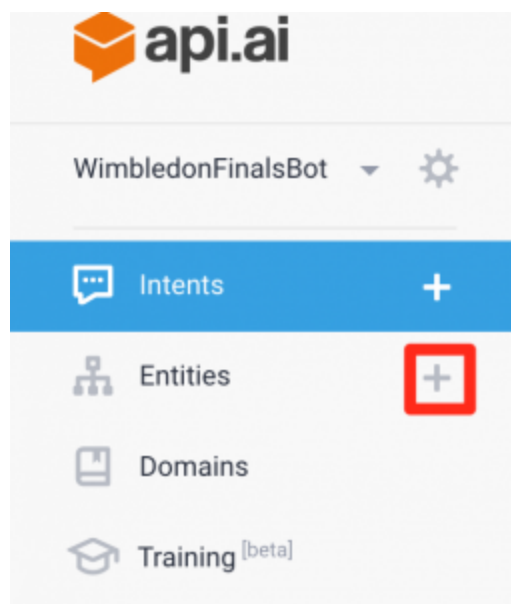 api.ai
WimbledonFinalsBot
Intents
Entities
Domains
Training [beta]